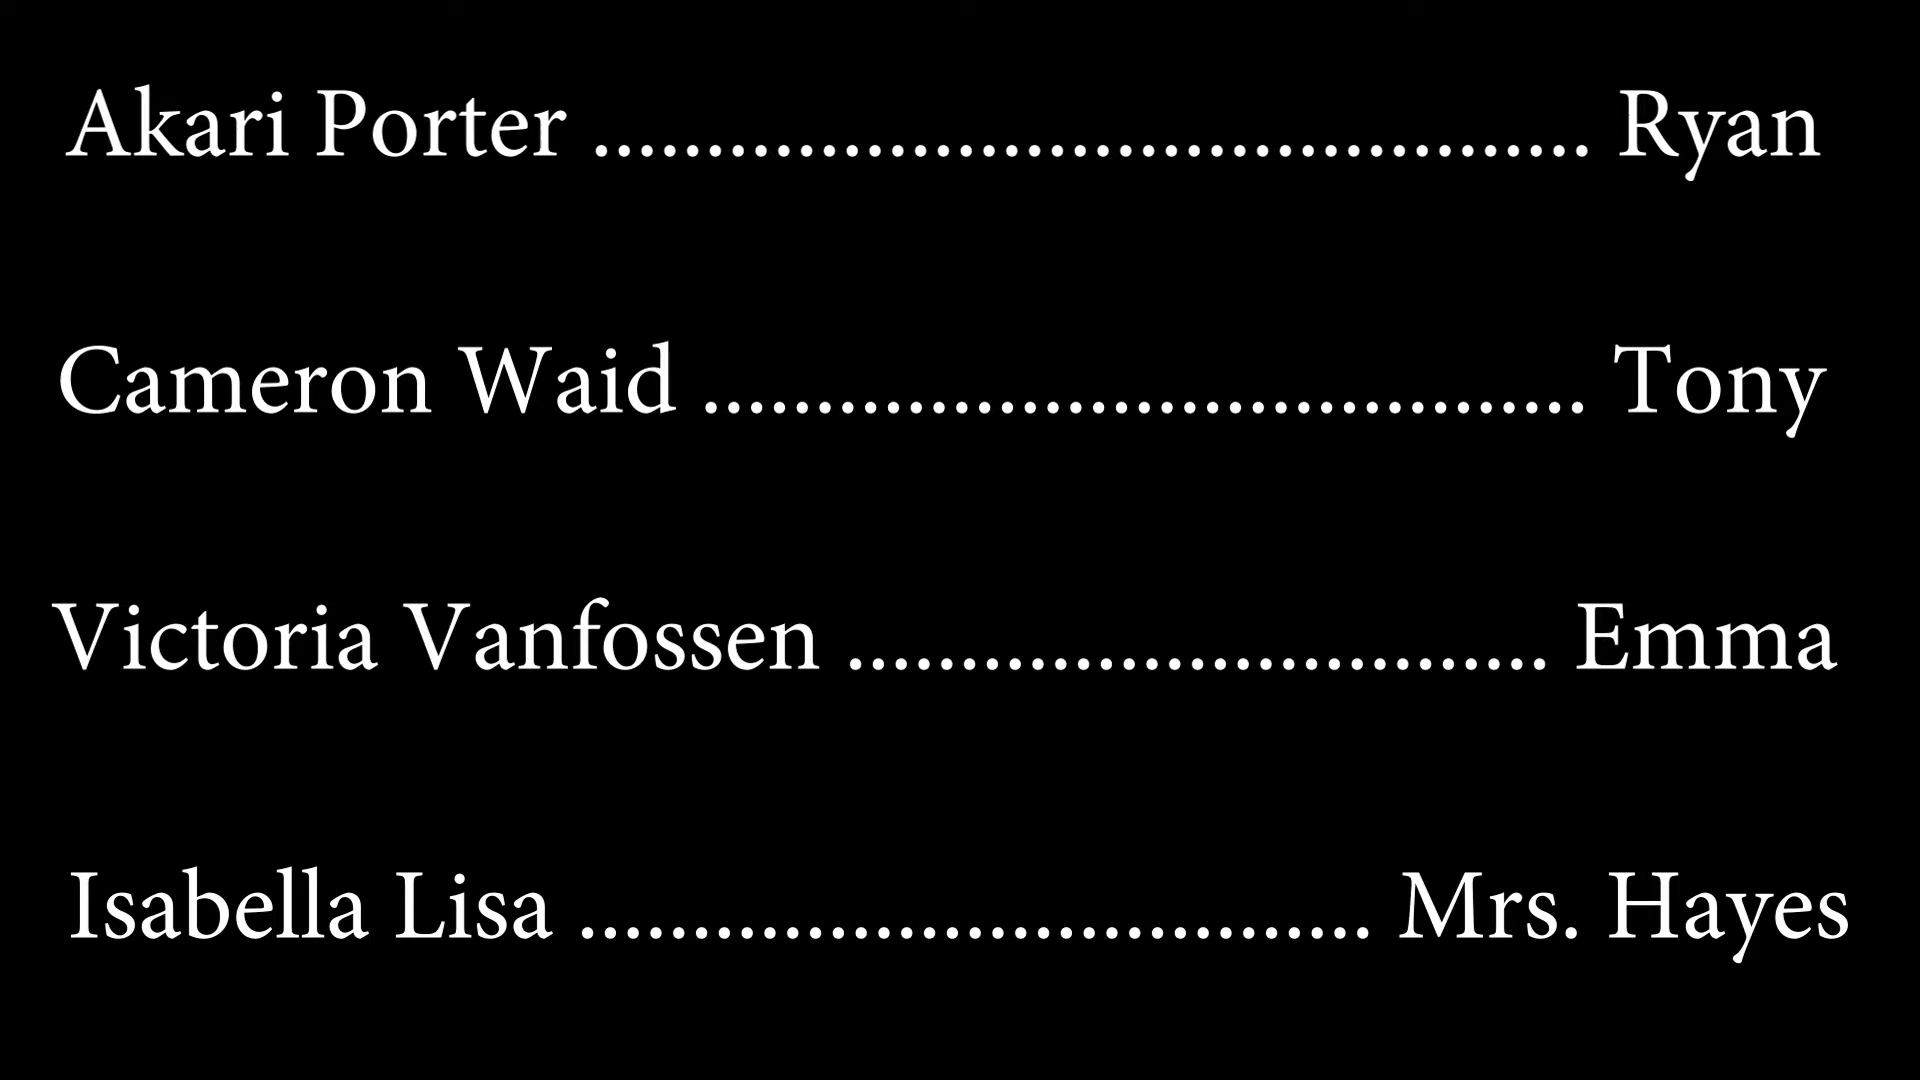 Akari Porter ............................................ Ryan
Cameron Waid ....................................... Tony
Victoria Vanfossen ............................... Emma
Isabella Lisa ................................... Mrs. Hayes